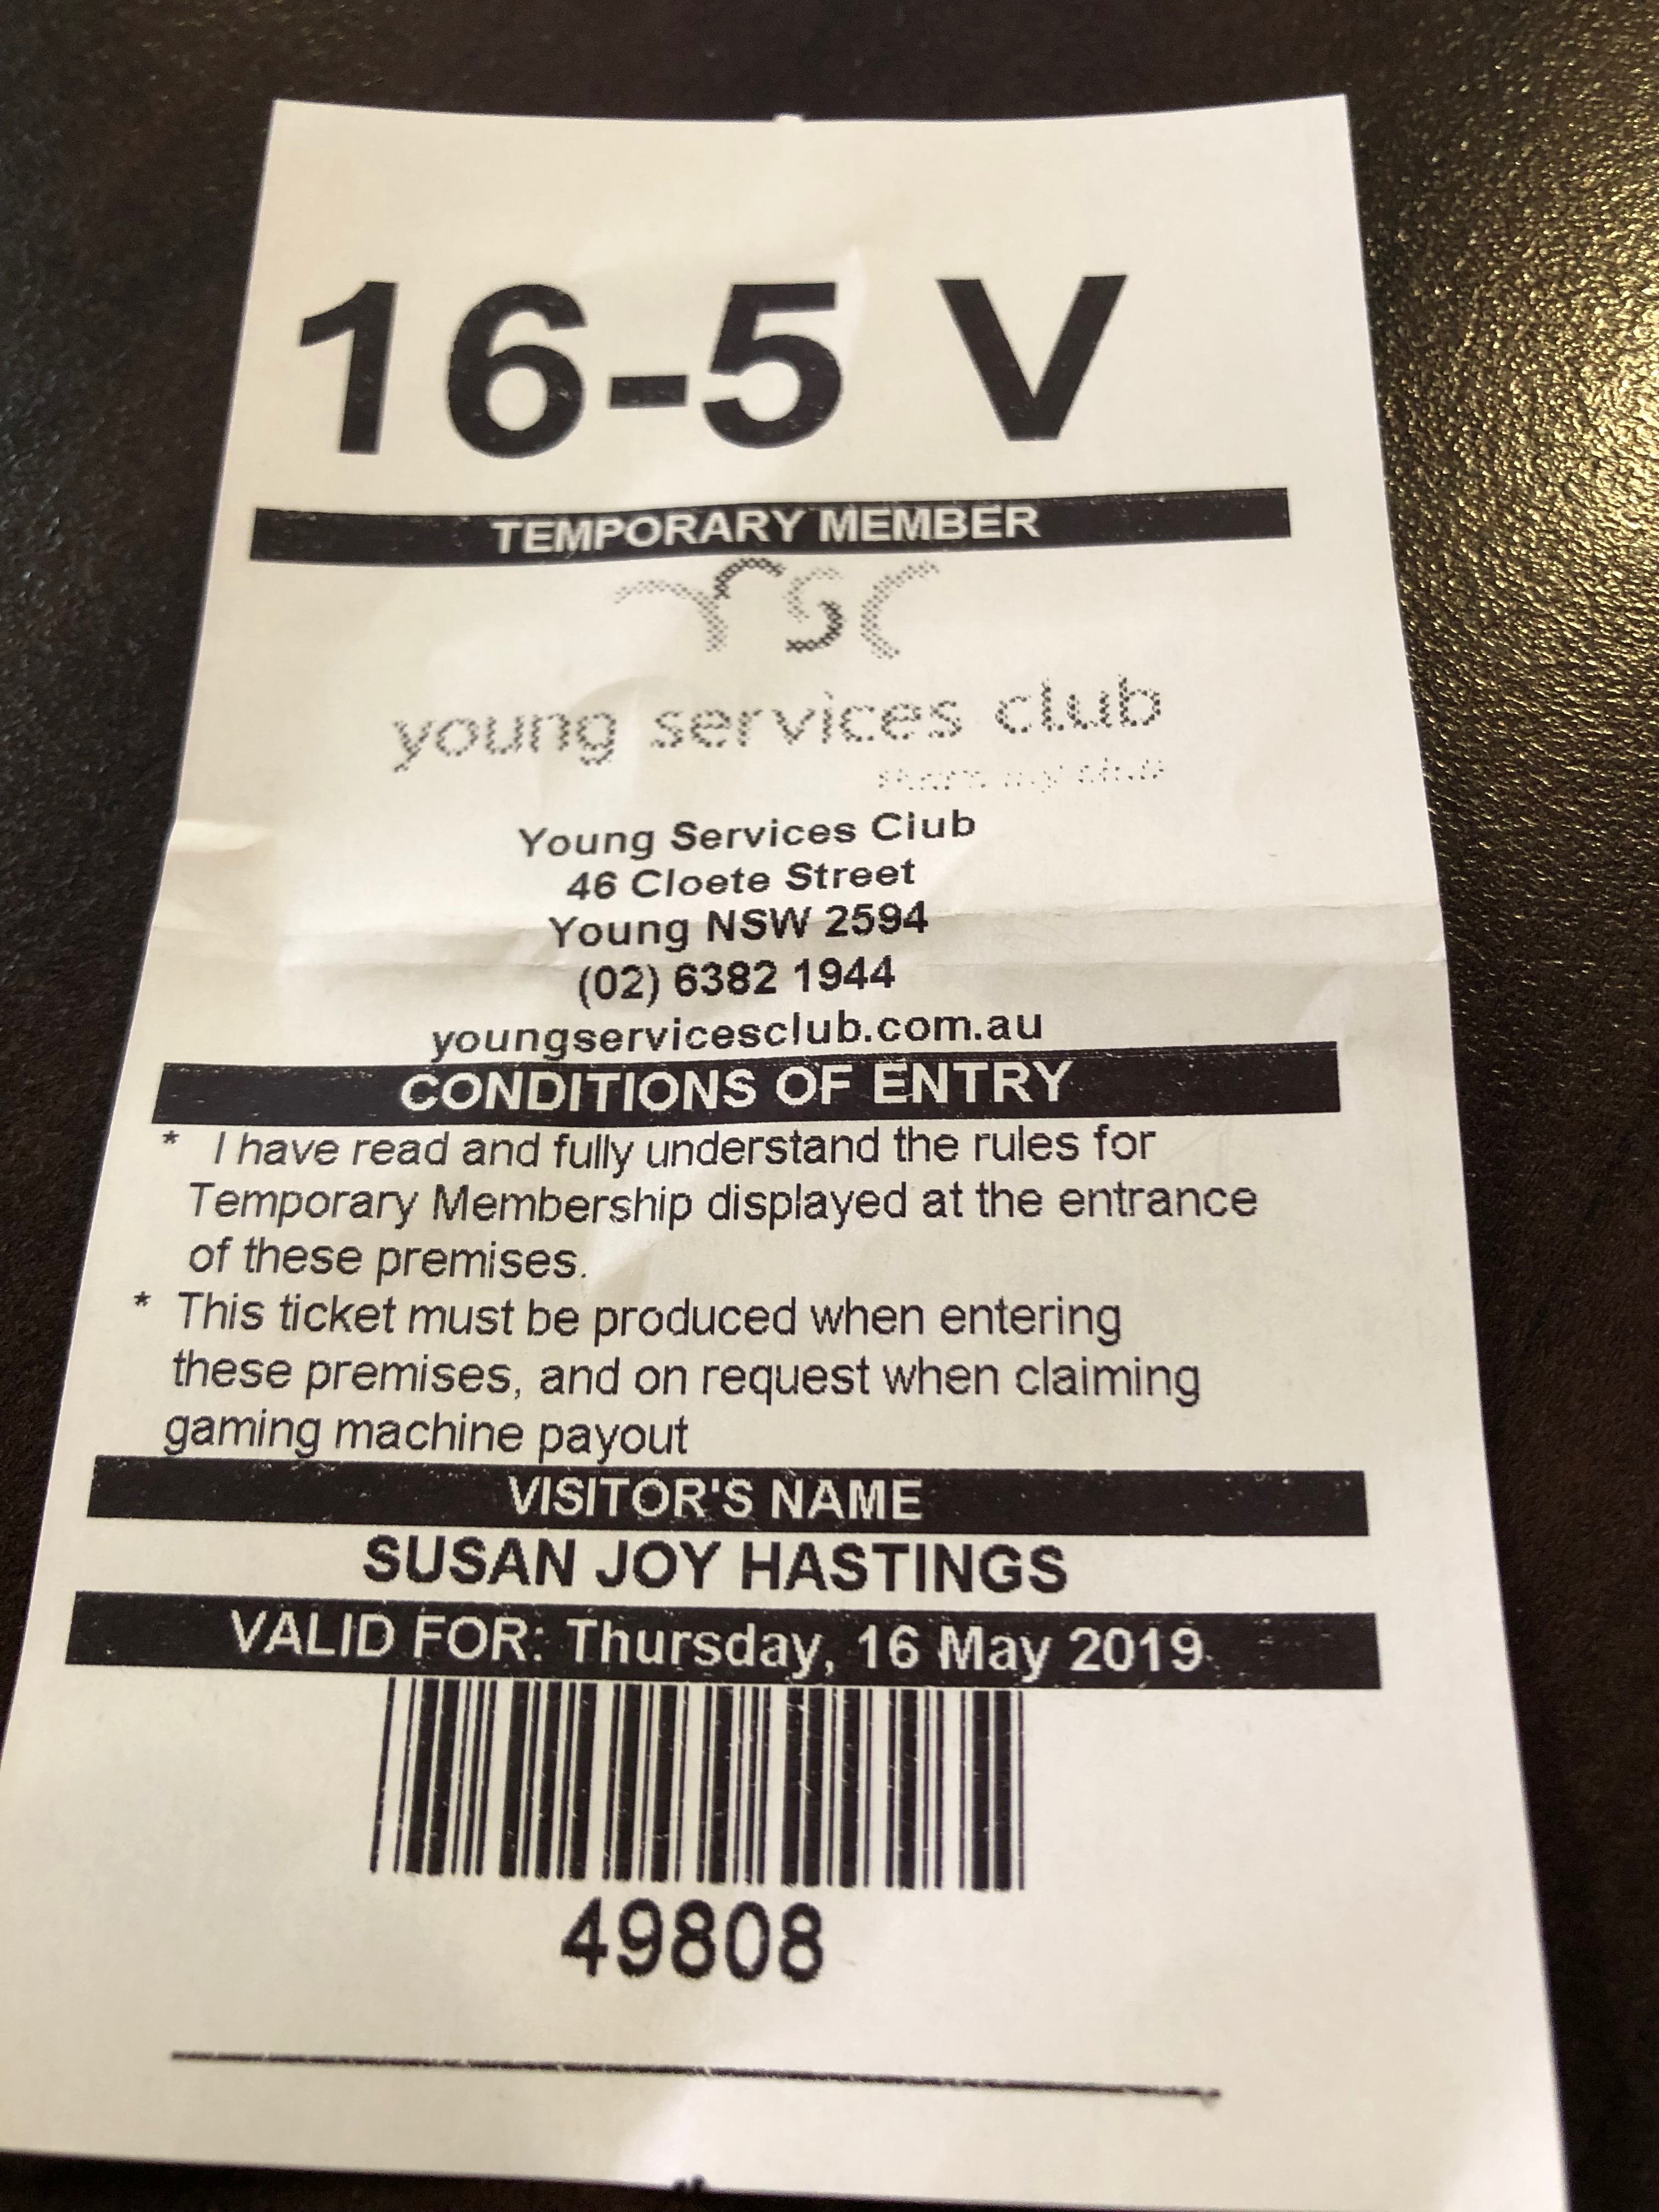 16-5 V
TEMPORARY MEMBER
ysc
young services club
Young Services Club
46 Cloete Street
Young NSW 2594
(02) 6382 1944
youngservicesclub.com.au
CONDITIONS OF ENTRY
* I have read and fully understand the rules for
Temporary Membership displayed at the entrance
of these premises.
* This ticket must be produced when entering
these premises, and on request when claiming
gaming machine payout
VISITOR'S NAME
SUSAN JOY HASTINGS
VALID FOR: Thursday, 16 May 2019
49808